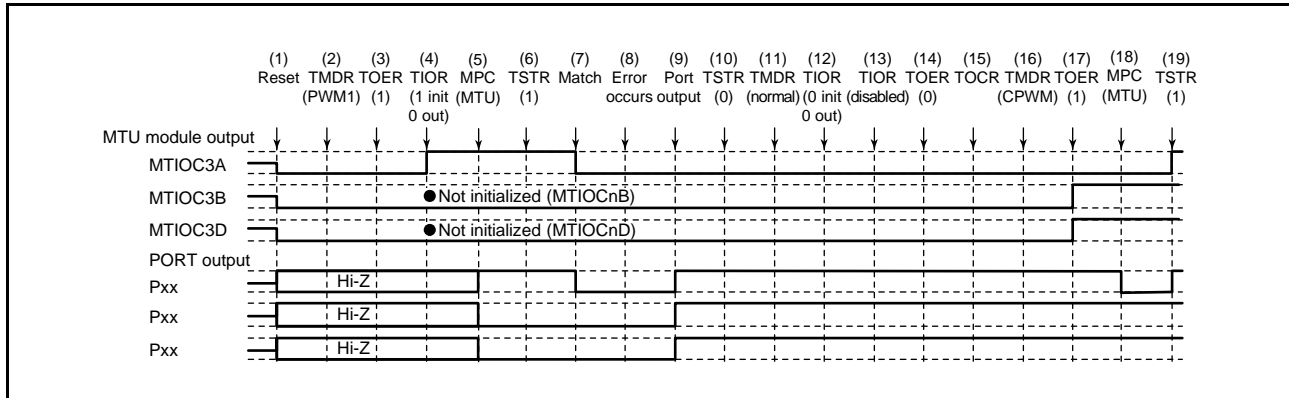 (1) (2) (3) (4) (5) (6) (7) (8) (9) (10) (11) (12) (13) (14) (15) (16) (17) (18) (19)
Reset TMDR TOER TIOR MPC TSTR Match Error Port TSTR TMDR TIOR TIOR TOER TOCR TMDR TOER MPC TSTR
(PWM1) (1) (1 init (MTU) (1) occurs output (0) (normal) (0 init (disabled) (0) (CPWM) (1) (MTU) (1)
0 out) 0 out)
MTU module output
MTIOC3A
MTIOC3B ●Not initialized (MTIOCnB)
MTIOC3D ●Not initialized (MTIOCnD)
PORT output
Pxx Hi-Z
Pxx Hi-Z
Pxx Hi-Z